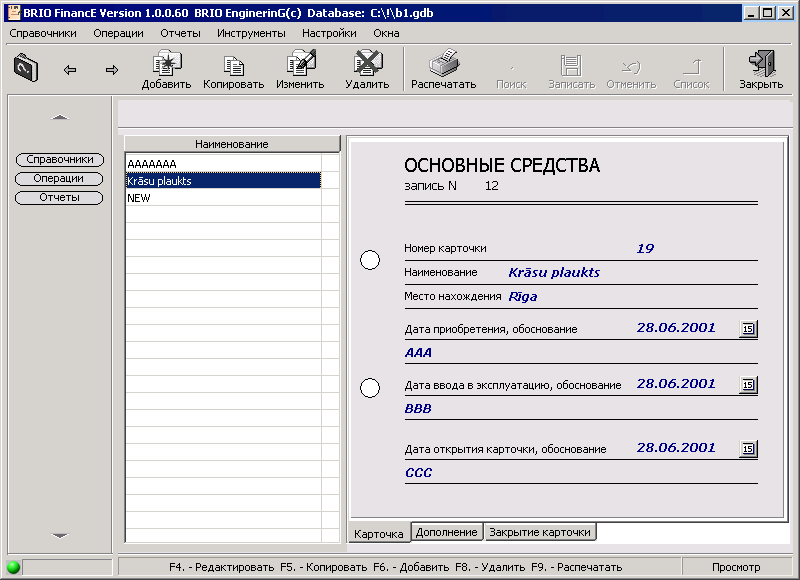 BRIO FinancE Version 1.0.0.60 BRIO EnginerinG(c) Database: C:\!\b1.gdb
Справочники Операции Отчеты Инструменты Настройки Окна
Добавить Копировать Изменить Удалить Распечатать Поиск Записать Отменить Список Закрыть
Справочники
Операции
Отчеты
Наименование
AAAAAAA
Krāsu plaukts
NEW
ОСНОВНЫЕ СРЕДСТВА
запись N 12
Номер карточки 19
Наименование Krāsu plaukts
Место нахождения Rīga
Дата приобретения, обоснование 28.06.2001 15
AAA
Дата ввода в эксплуатацию, обоснование 28.06.2001 15
BBB
Дата открытия карточки, обоснование 28.06.2001 15
CCC
Карточка Дополнение Закрытие карточки
F4. - Редактировать F5. - Копировать F6. - Добавить F8. - Удалить F9. - Распечатать Просмотр